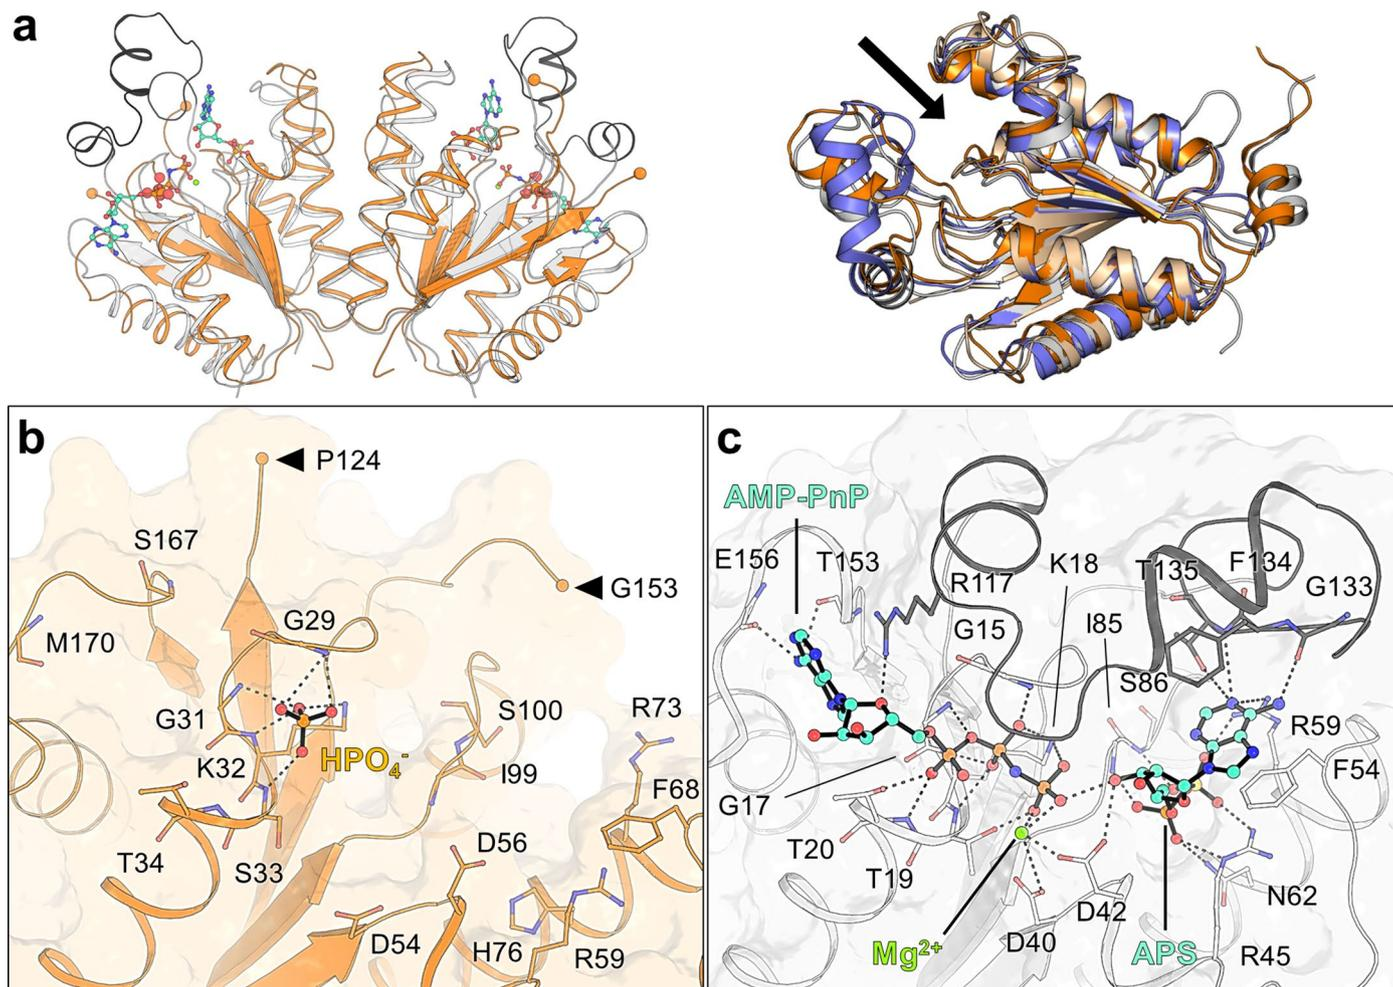 a
b
P124
S167
G153
G29
M170
G31
S100
R73
K32
HPO4-
I99
F68
T34
S33
D56
D54
H76
R59
c
AMP-PnP
E156
T153
R117
K18
T135
F134
G133
G15
I85
S86
R59
G17
F54
T20
T19
N62
D42
Mg2+
D40
APS
R45